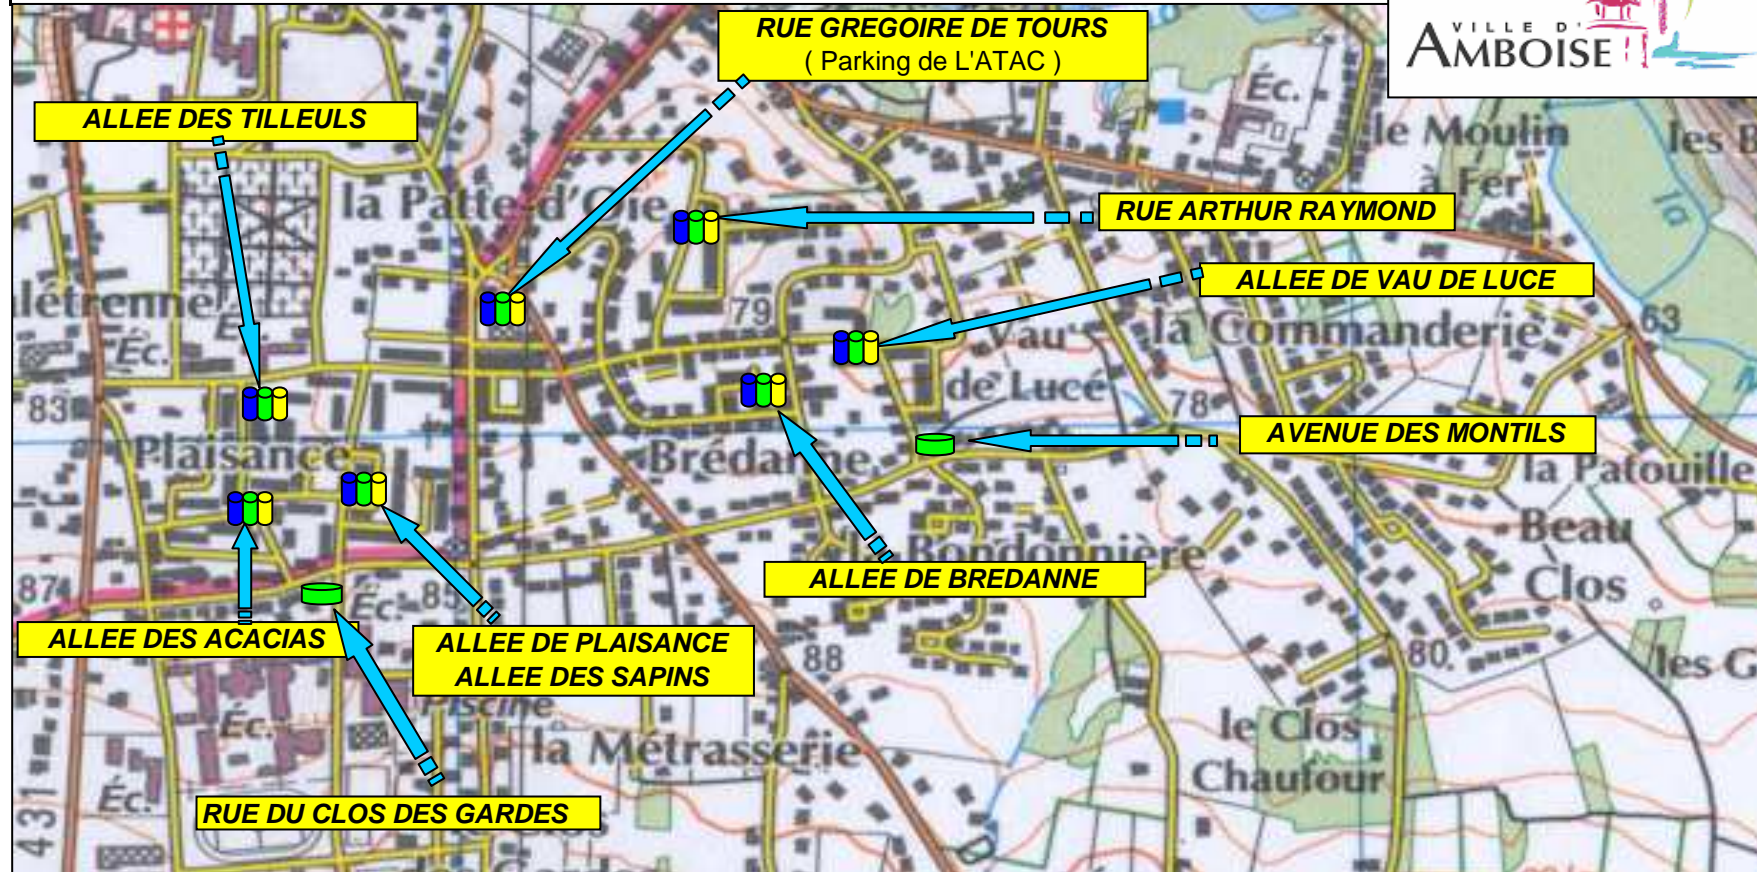 RUE GREGOIRE DE TOURS
( Parking de L'ATAC )
VILLE D'
AMBOISE
ALLEE DES TILLEULS
Éc.
le Moulin
à Fer
les B
la
la Patte d'Oie
RUE ARTHUR RAYMOND
ALLEE DE VAU DE LUCE
létrenne
Éc.
79
Vau
de Lucé
la Commanderie
63
83
78
Plaisance
Brédanne
AVENUE DES MONTILS
la Patouille
Beau
Clos
la Bondonnière
ALLEE DE BREDANNE
87
Éc.
85
ALLEE DES ACACIAS
ALLEE DE PLAISANCE
ALLEE DES SAPINS
88
80
les G
Piscine
Éc.
la Métrasserie
le Clos
Chaufour
Éc.
RUE DU CLOS DES GARDES
431